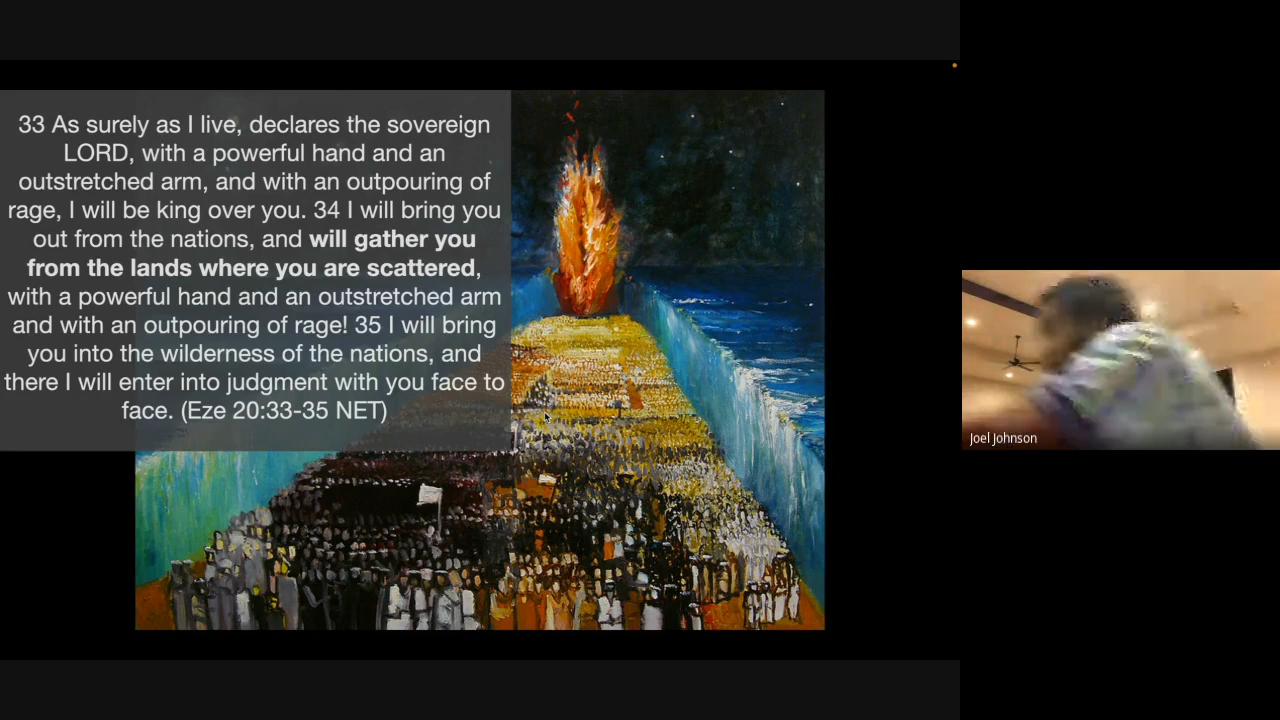 33 As surely as I live, declares the sovereign
LORD, with a powerful hand and an
outstretched arm, and with an outpouring of
rage, I will be king over you. 34 I will bring you
out from the nations, and will gather you
from the lands where you are scattered,
with a powerful hand and an outstretched arm
and with an outpouring of rage! 35 I will bring
you into the wilderness of the nations, and
there I will enter into judgment with you face to
face. (Eze 20:33-35 NET)
Joel Johnson